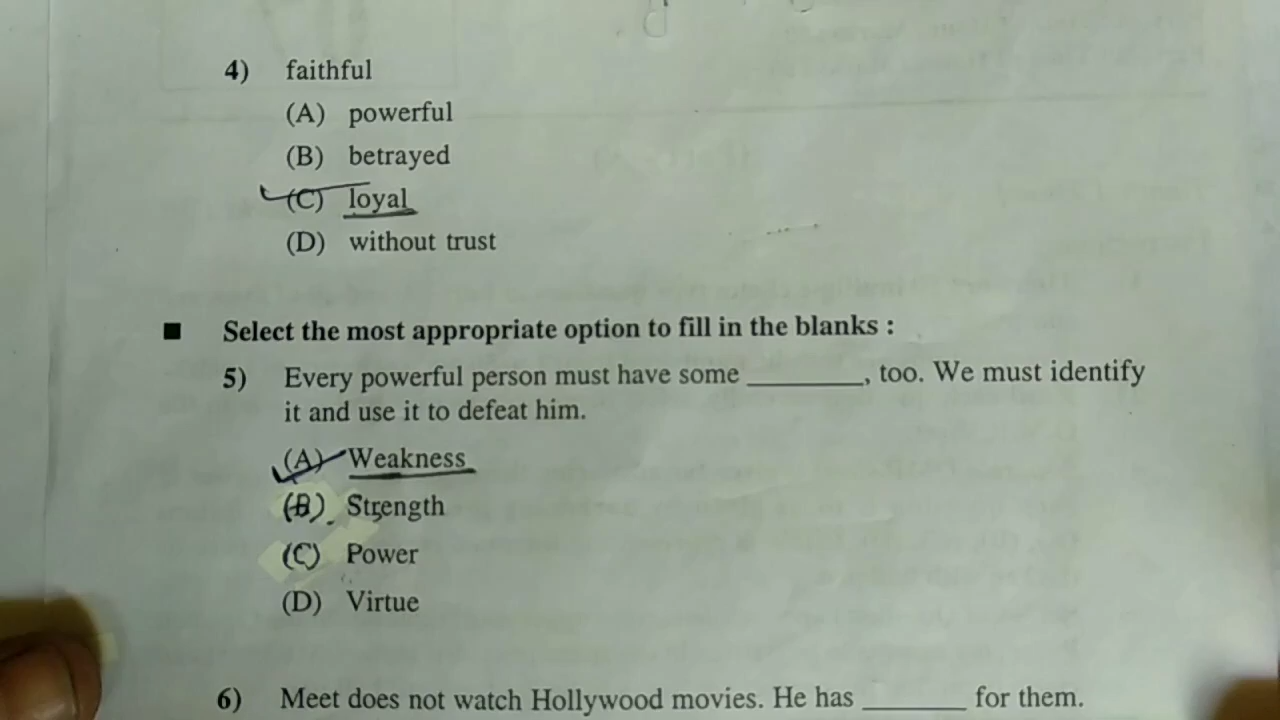 4) faithful
(A) powerful
(B) betrayed
(C) loyal
(D) without trust
■ Select the most appropriate option to fill in the blanks :
5) Every powerful person must have some ________, too. We must identify
it and use it to defeat him.
(A) Weakness
(B) Strength
(C) Power
(D) Virtue
6) Meet does not watch Hollywood movies. He has _______ for them.